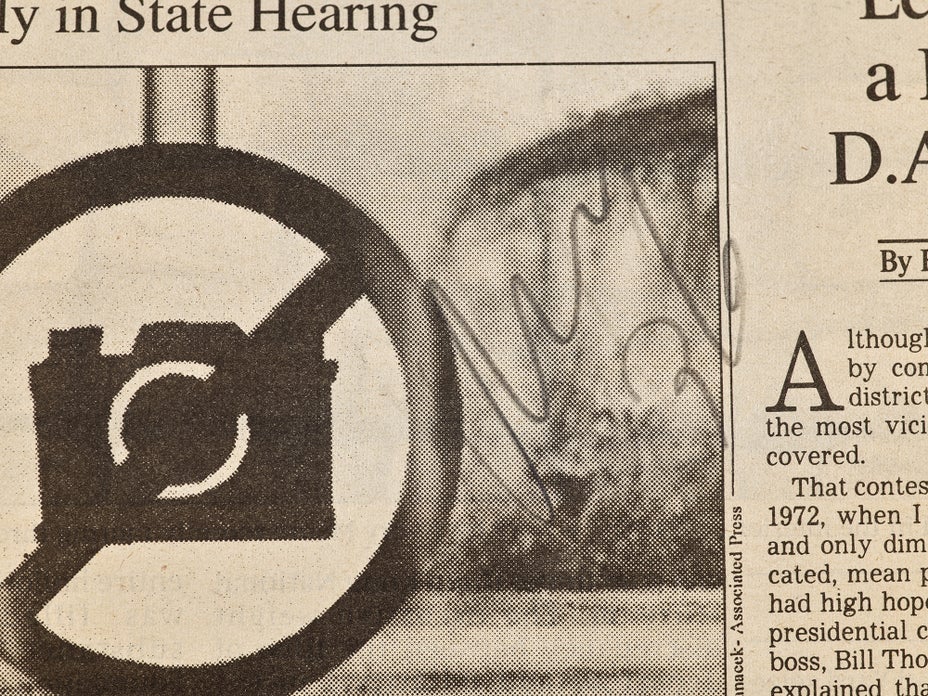 ly in State Hearing
a
D.A
By
Although
by con
district
the most vici
covered.
That contes
1972, when I
and only dim
cated, mean p
had high hope
presidential c
boss, Bill Tho
explained tha
nacek- Associated Press